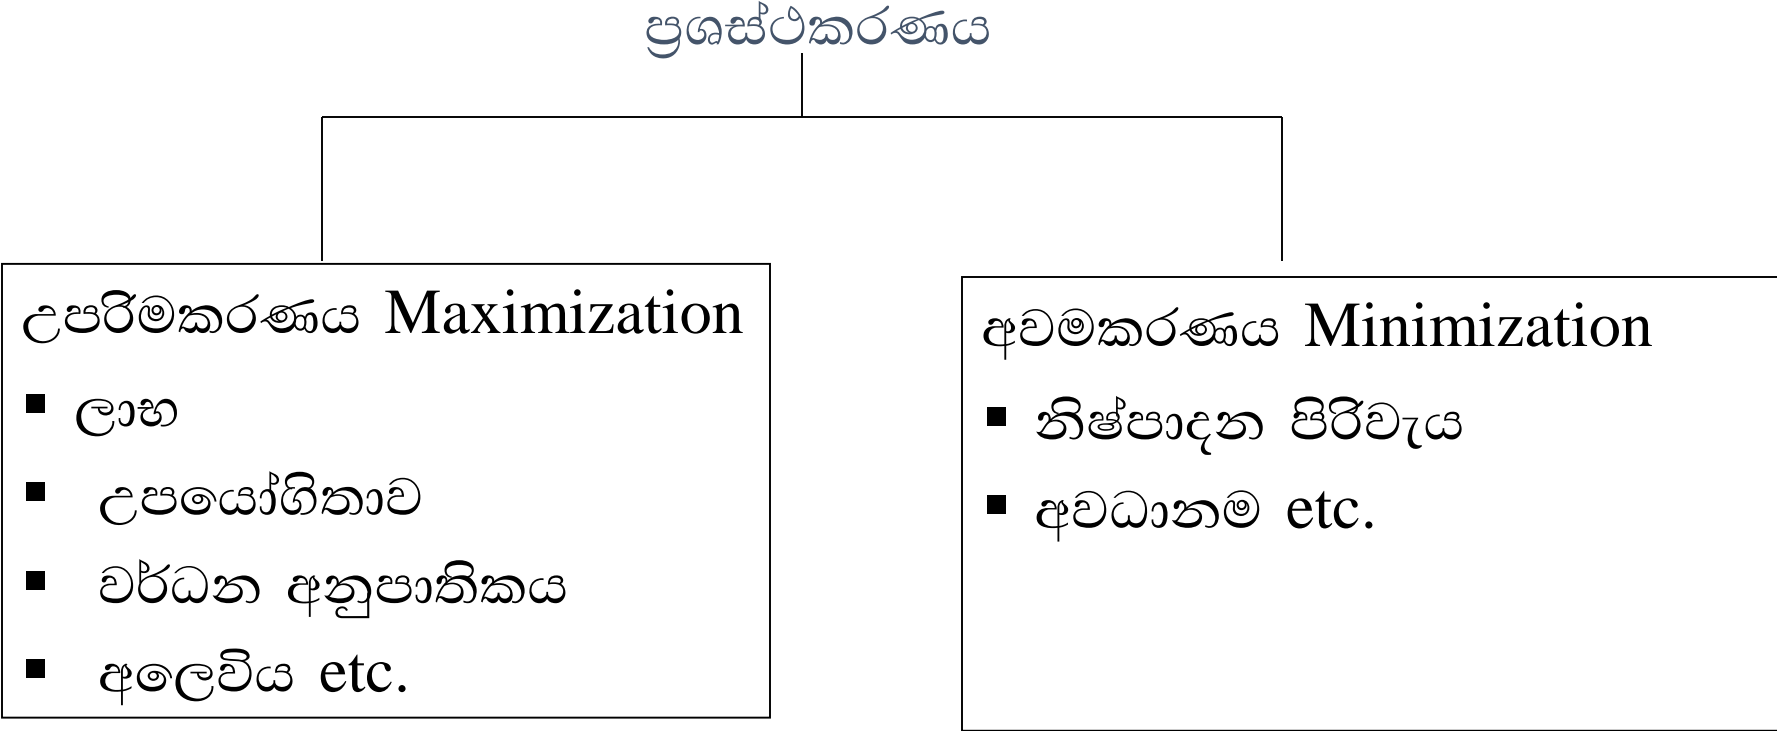 ප්‍රශස්ථකරණය
උපරිමකරණය Maximization
▪ ලාභ
▪ උපයෝගිතාව
▪ වර්ධන අනුපාතිකය
▪ අලෙවිය etc.
අවමකරණය Minimization
▪ නිෂ්පාදන පිරිවැය
▪ අවධානම etc.